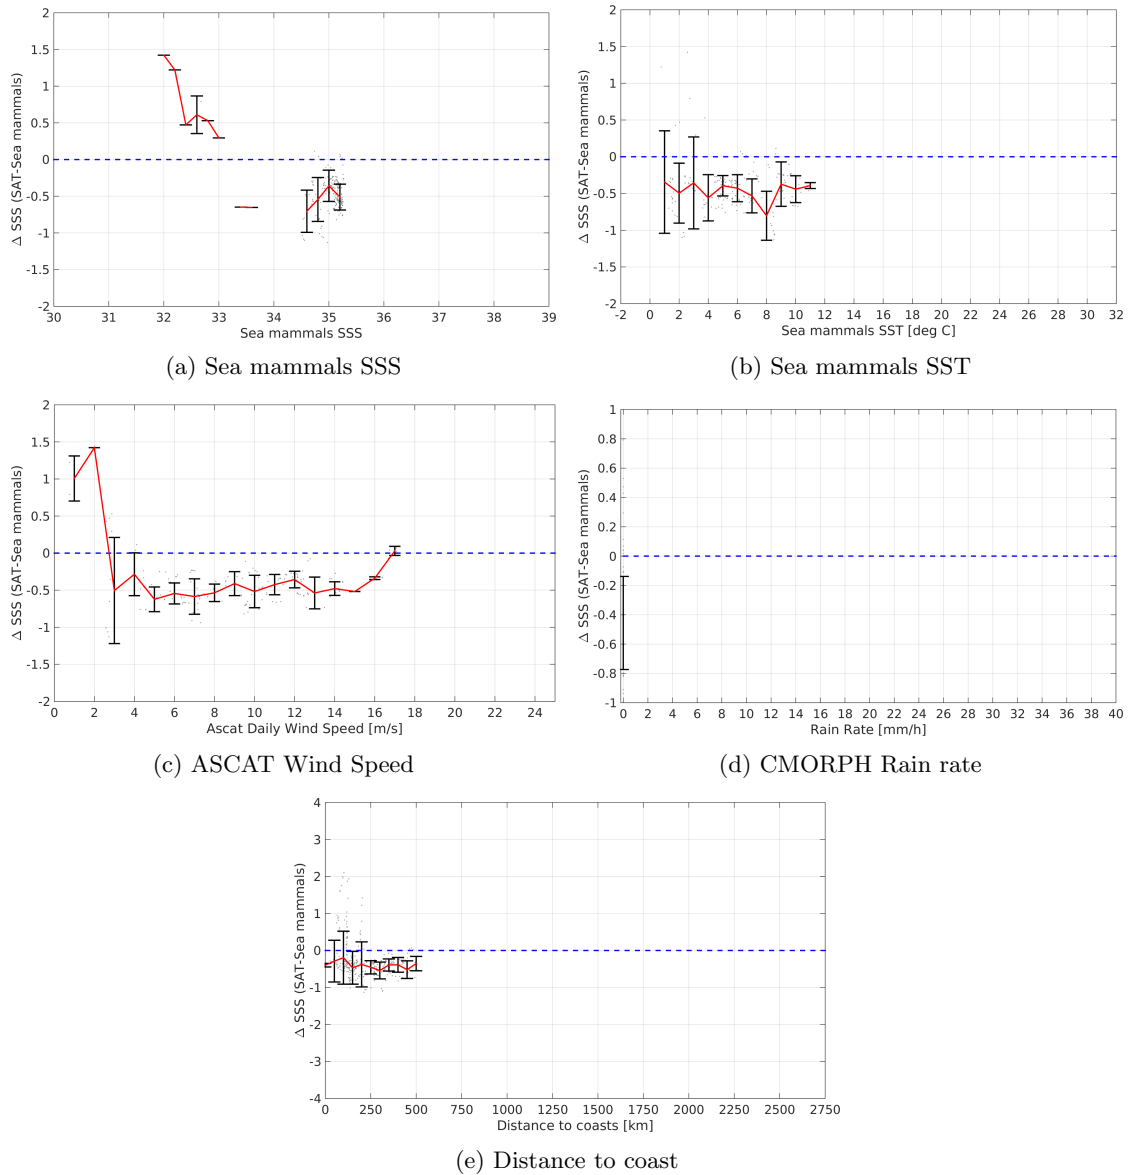 2
1.5
1
0.5
0
-0.5
-1
-1.5
-2
Δ SSS (SAT-Sea mammals)
30 31 32 33 34 35 36 37 38 39
Sea mammals SSS
(a) Sea mammals SSS
2
1.5
1
0.5
0
-0.5
-1
-1.5
-2
Δ SSS (SAT-Sea mammals)
-2 0 2 4 6 8 10 12 14 16 18 20 22 24 26 28 30 32
Sea mammals SST [deg C]
(b) Sea mammals SST
2
1.5
1
0.5
0
-0.5
-1
-1.5
-2
Δ SSS (SAT-Sea mammals)
0 2 4 6 8 10 12 14 16 18 20 22 24
Ascat Daily Wind Speed [m/s]
(c) ASCAT Wind Speed
1
0.8
0.6
0.4
0.2
0
-0.2
-0.4
-0.6
-0.8
-1
Δ SSS (SAT-Sea mammals)
0 2 4 6 8 10 12 14 16 18 20 22 24 26 28 30 32 34 36 38 40
Rain Rate [mm/h]
(d) CMORPH Rain rate
4
3
2
1
0
-1
-2
-3
-4
Δ SSS (SAT-Sea mammals)
0 250 500 750 1000 1250 1500 1750 2000 2250 2500 2750
Distance to coasts [km]
(e) Distance to coast